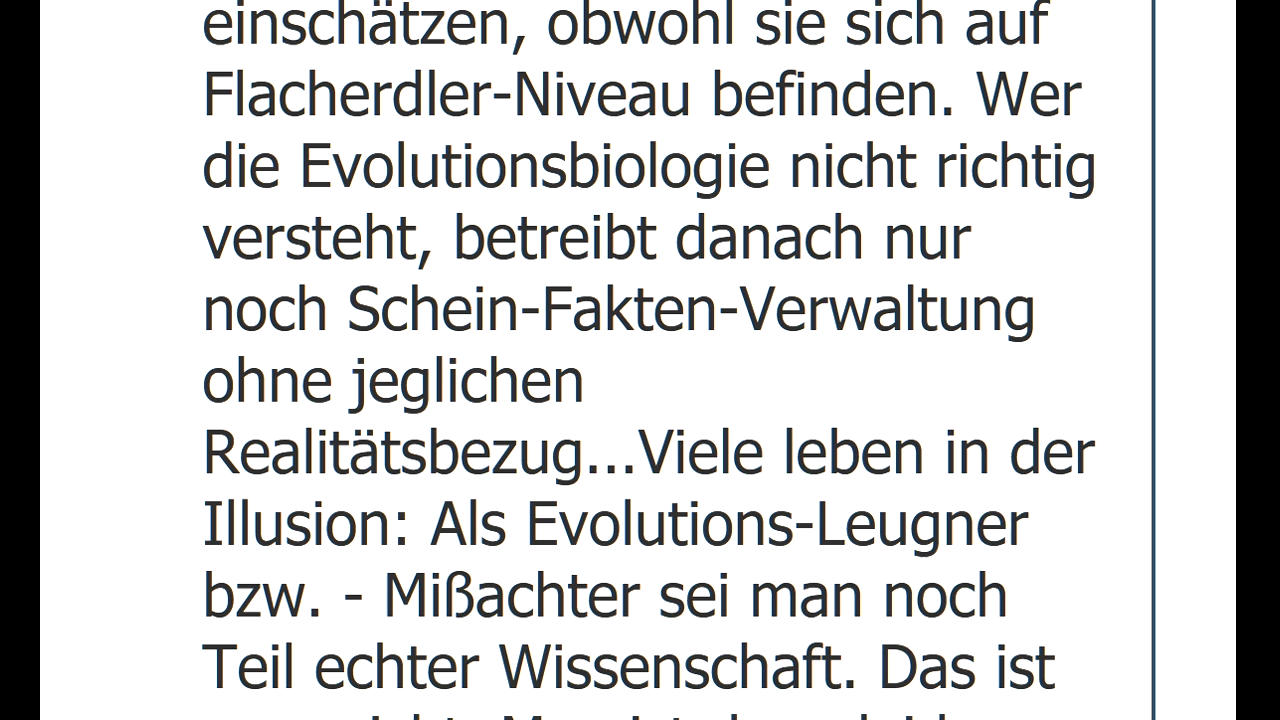 einschätzen, obwohl sie sich auf
Flacherdler-Niveau befinden. Wer
die Evolutionsbiologie nicht richtig
versteht, betreibt danach nur
noch Schein-Fakten-Verwaltung
ohne jeglichen
Realitätsbezug...Viele leben in der
Illusion: Als Evolutions-Leugner
bzw. - Mißachter sei man noch
Teil echter Wissenschaft. Das ist